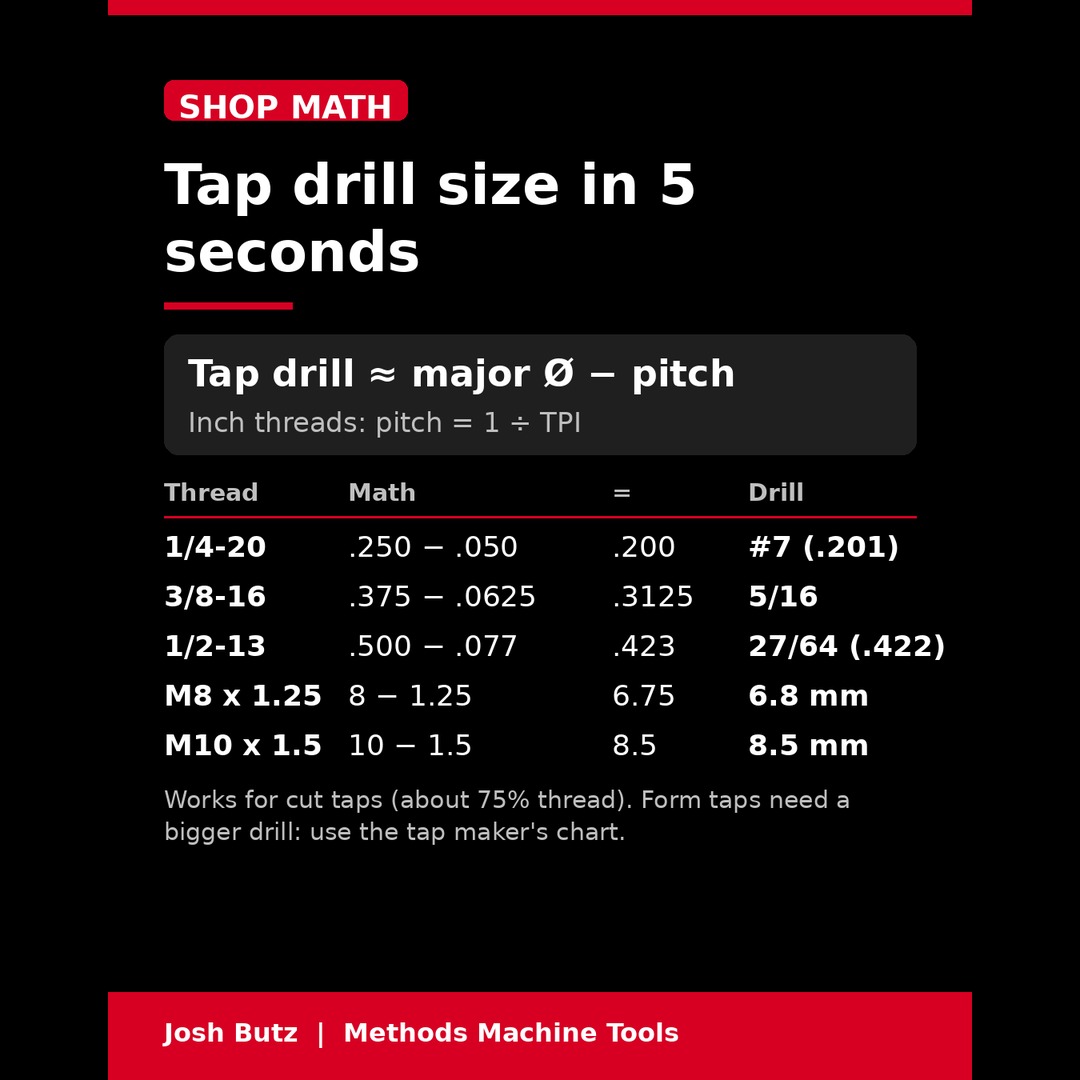 SHOP MATH
Tap drill size in 5
seconds
Tap drill ≈ major Ø − pitch
Inch threads: pitch = 1 ÷ TPI
Thread Math = Drill
1/4-20 .250 − .050 .200 #7 (.201)
3/8-16 .375 − .0625 .3125 5/16
1/2-13 .500 − .077 .423 27/64 (.422)
M8 x 1.25 8 − 1.25 6.75 6.8 mm
M10 x 1.5 10 − 1.5 8.5 8.5 mm
Works for cut taps (about 75% thread). Form taps need a
bigger drill: use the tap maker's chart.
Josh Butz | Methods Machine Tools